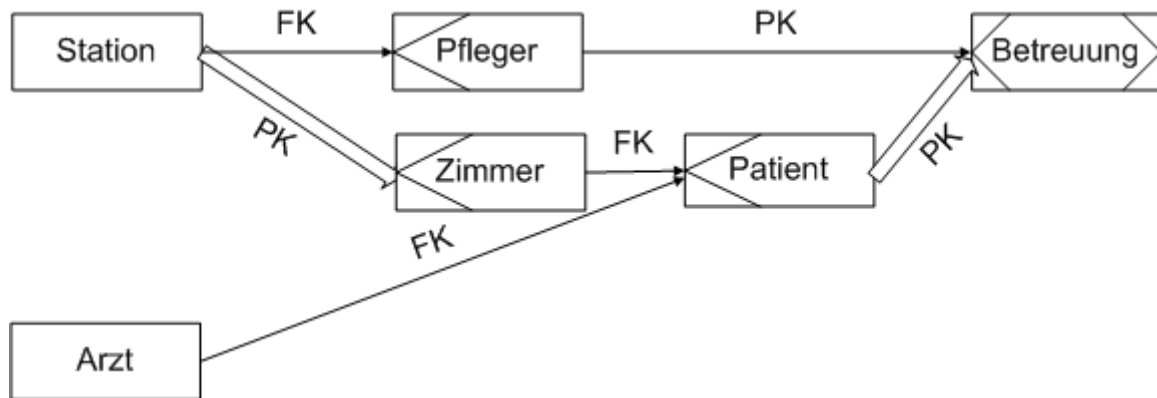 FK
PK
Station
Pfleger
Betreuung
PK
FK
PK
Zimmer
Patient
FK
Arzt